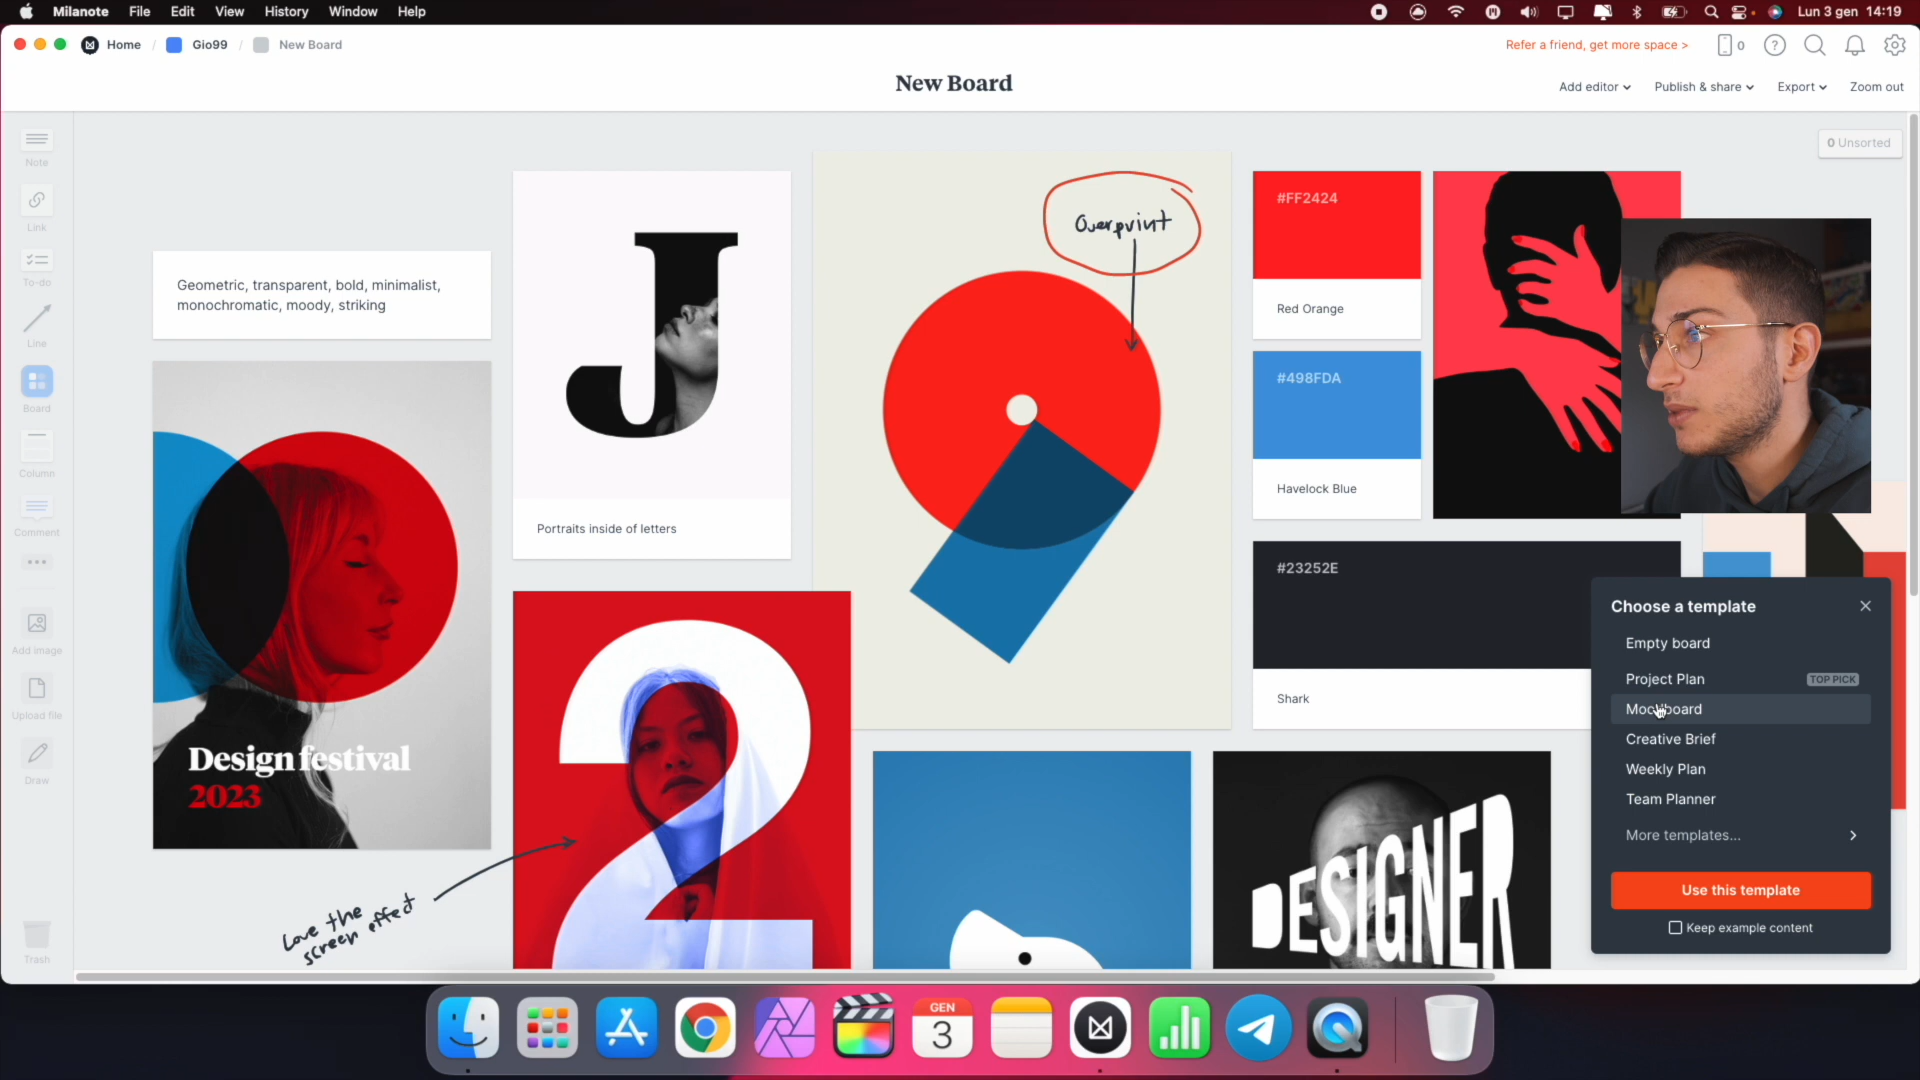 Milanote File Edit View History Window Help
Lun 3 gen 14:19
Home / Gio99 / New Board
Refer a friend, get more space >
0
New Board
Add editor
Publish & share
Export
Zoom out
0 Unsorted
Note
Link
To-do
Line
Board
Column
Comment
Add image
Upload file
Draw
Trash
Geometric, transparent, bold, minimalist,
monochromatic, moody, striking
Design festival
2023
J
Portraits inside of letters
Overprint
#FF2424
Red Orange
#498FDA
Havelock Blue
#23252E
Shark
2
Love the
screen effect
DESIGNER
Choose a template
Empty board
Project Plan
TOP PICK
Moodboard
Creative Brief
Weekly Plan
Team Planner
More templates...
Use this template
Keep example content
GEN
3